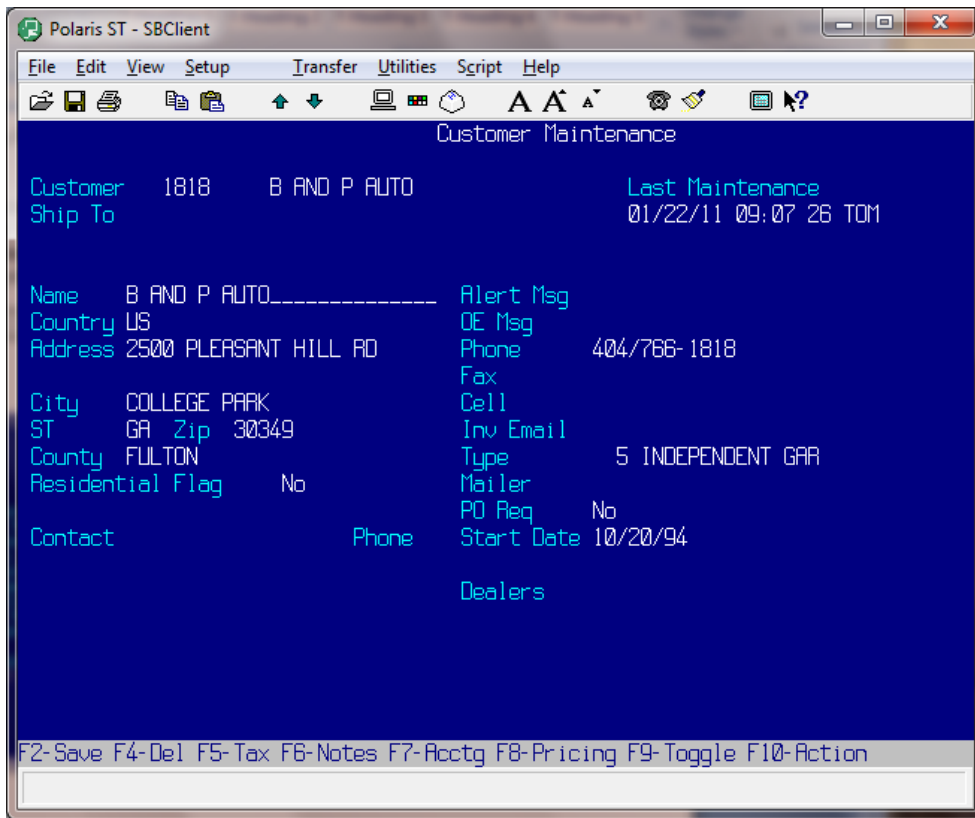 Polaris ST - SBClient
File Edit View Setup Transfer Utilities Script Help
Customer Maintenance
Customer 1818 B AND P AUTO Last Maintenance
Ship To 01/22/11 09:07 26 TOM
Name B AND P AUTO______________ Alert Msg
Country US OE Msg
Address 2500 PLEASANT HILL RD Phone 404/766-1818
Fax
City COLLEGE PARK Cell
ST GA Zip 30349 Inv Email
County FULTON Type 5 INDEPENDENT GAR
Residential Flag No Mailer
PO Req No
Contact Phone Start Date 10/20/94
Dealers
F2-Save F4-Del F5-Tax F6-Notes F7-Acctg F8-Pricing F9-Toggle F10-Action